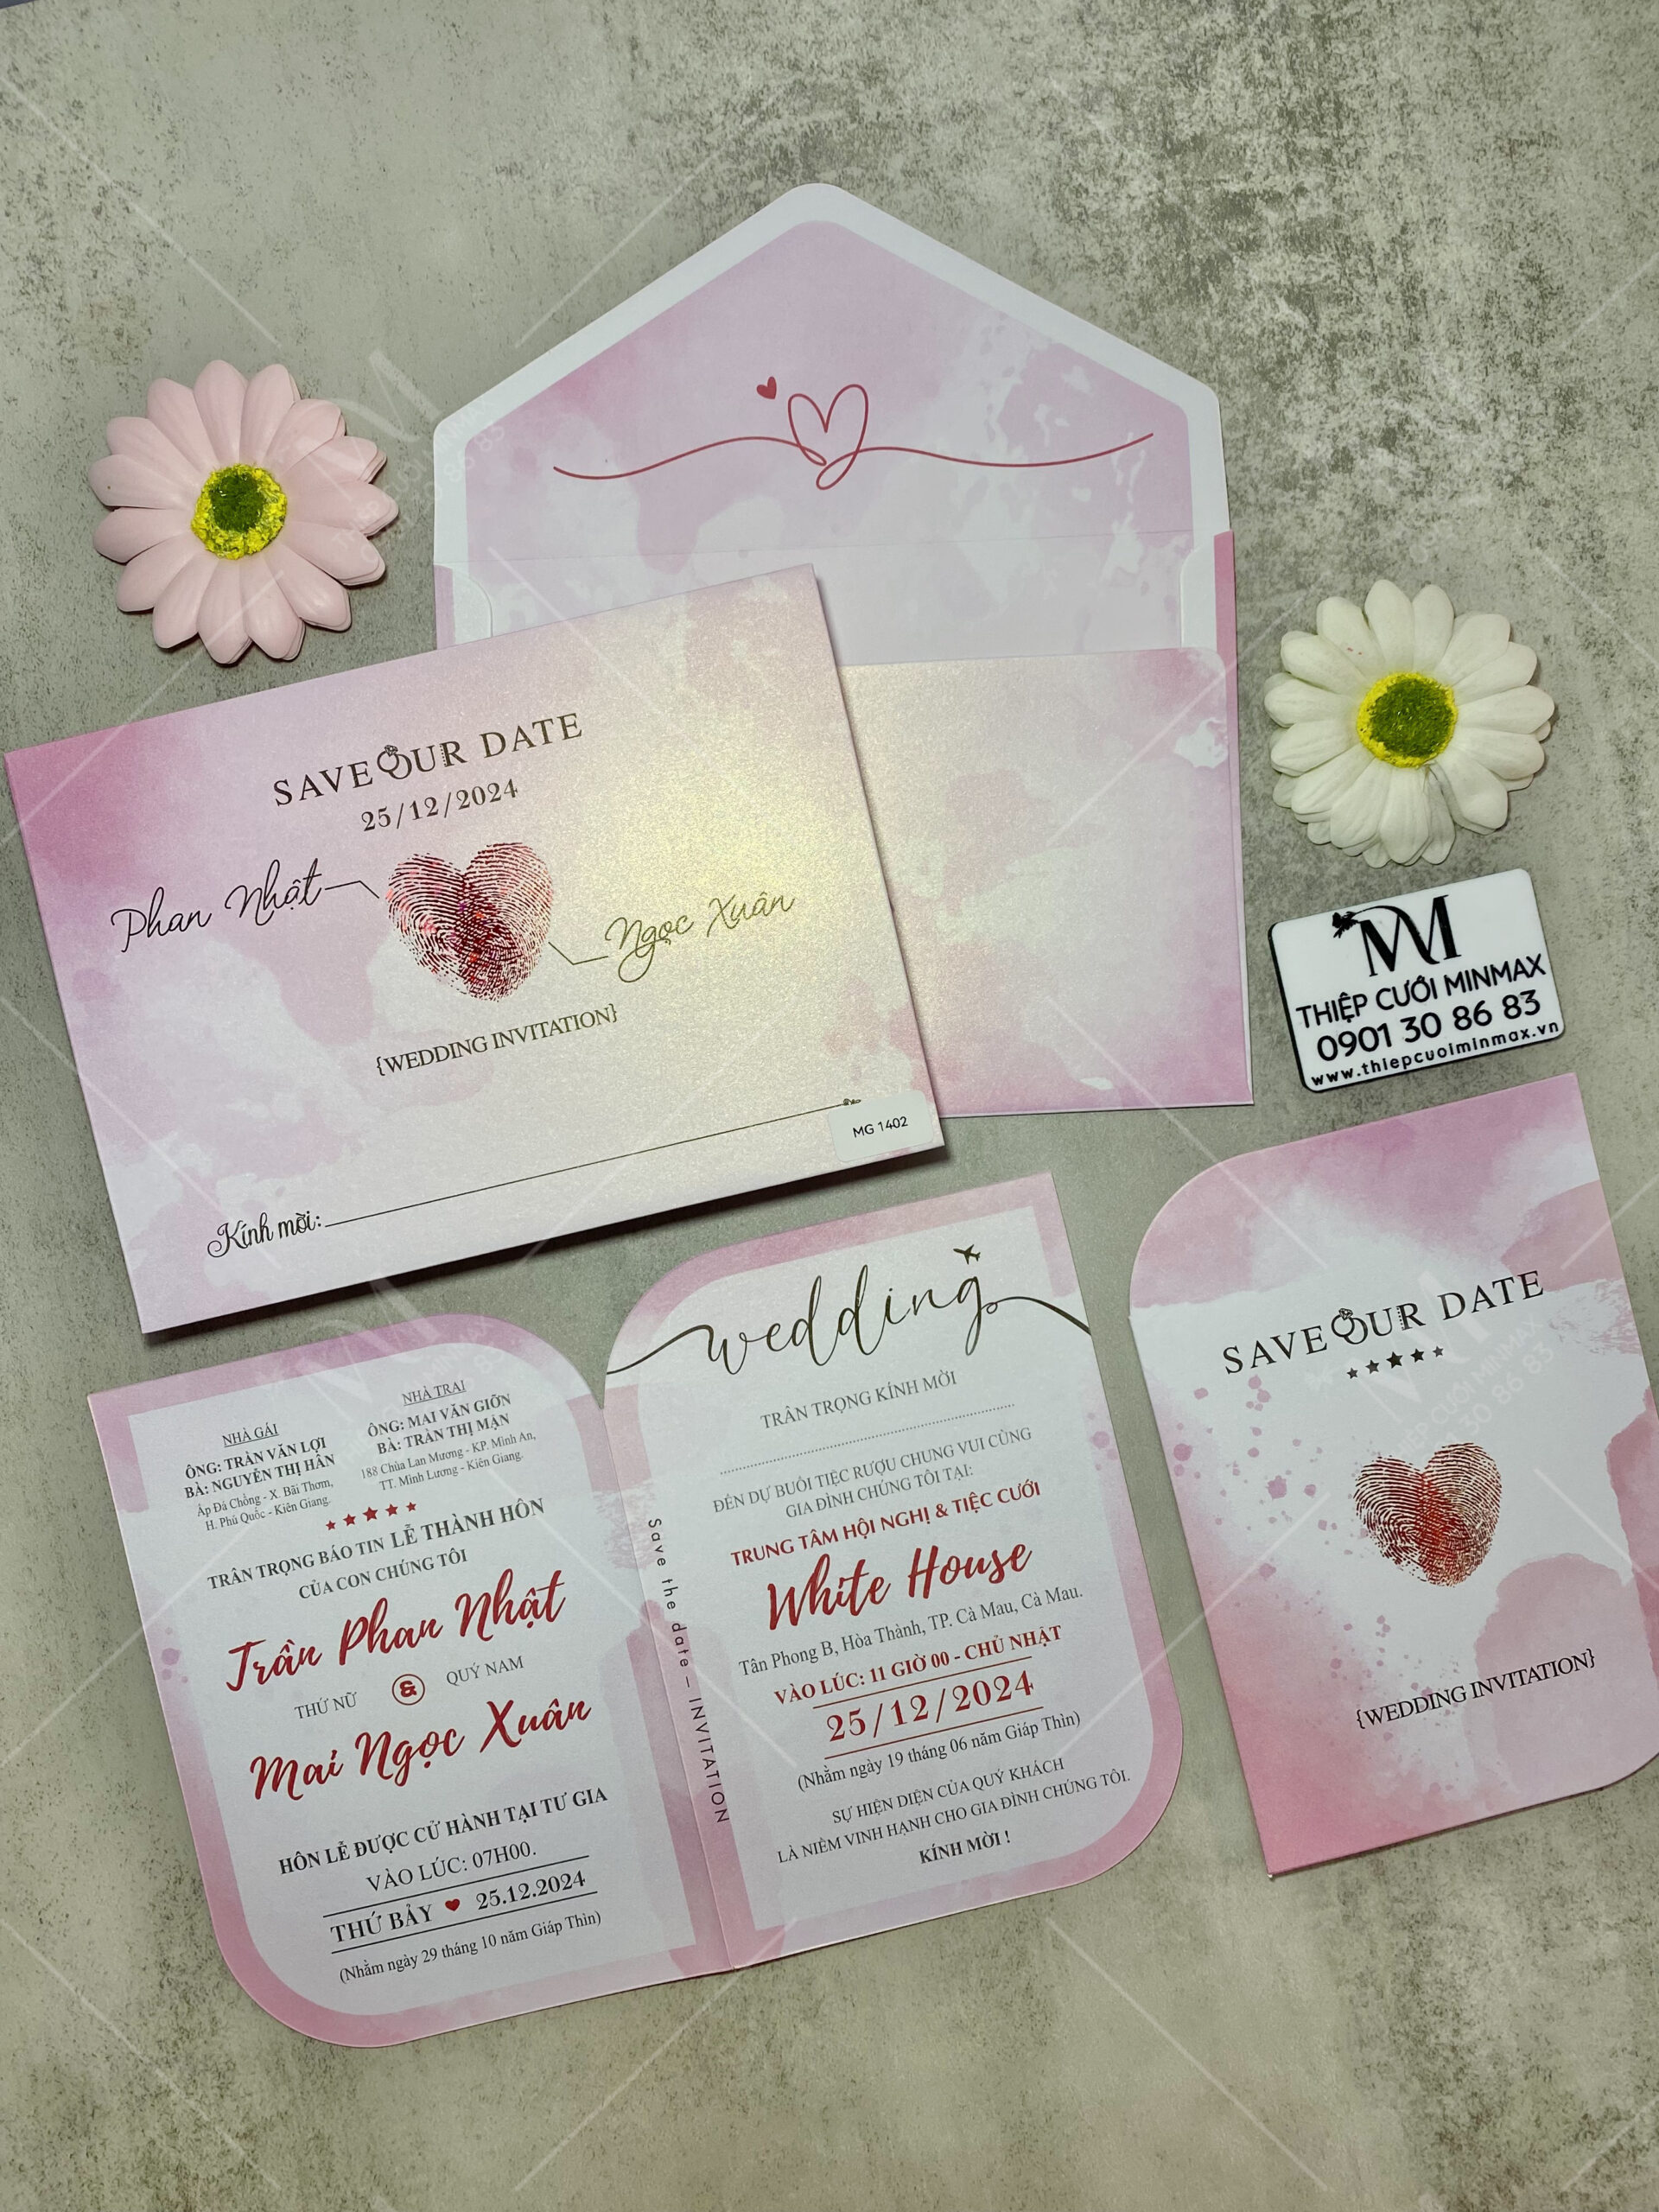 SAVE OUR DATE
25/12/2024
Phan Nhật
Ngọc Xuân
{WEDDING INVITATION}
MG 1402
Kính mời:
M
THIỆP CƯỚI MINMAX
0901 30 86 83
www.thiepcuoiminmax.vn
NHÀ GÁI
ÔNG: TRẦN VĂN LỢI
BÀ: NGUYỄN THỊ HÂN
Ấp Đá Chồng - X. Bãi Thơm,
H. Phú Quốc - Kiên Giang.
NHÀ TRAI
ÔNG: MAI VĂN GIỠN
BÀ: TRẦN THỊ MẬN
188 Chùa Lan Mương - KP. Minh An,
TT. Minh Lương - Kiên Giang.
TRÂN TRỌNG BÁO TIN LỄ THÀNH HÔN
CỦA CON CHÚNG TÔI
Trần Phan Nhật
THỨ NỮ & QUÝ NAM
Mai Ngọc Xuân
HÔN LỄ ĐƯỢC CỬ HÀNH TẠI TƯ GIA
VÀO LÚC: 07H00.
THỨ BẢY 25.12.2024
(Nhằm ngày 29 tháng 10 năm Giáp Thìn)
Save the date – INVITATION
wedding
TRÂN TRỌNG KÍNH MỜI
ĐẾN DỰ BUỔI TIỆC RƯỢU CHUNG VUI CÙNG
GIA ĐÌNH CHÚNG TÔI TẠI:
TRUNG TÂM HỘI NGHỊ & TIỆC CƯỚI
White House
Tân Phong B, Hòa Thành, TP. Cà Mau, Cà Mau.
VÀO LÚC: 11 GIỜ 00 - CHỦ NHẬT
25/12/2024
(Nhằm ngày 19 tháng 06 năm Giáp Thìn)
SỰ HIỆN DIỆN CỦA QUÝ KHÁCH
LÀ NIỀM VINH HẠNH CHO GIA ĐÌNH CHÚNG TÔI.
KÍNH MỜI !
SAVE OUR DATE
{WEDDING INVITATION}